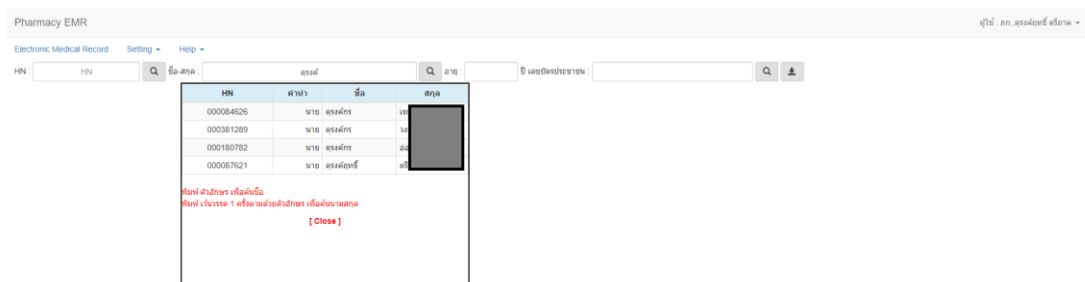 Pharmacy EMR ผู้ใช้ : ภก.,ดุรงค์ฤทธิ์ ตรีภาค
Electronic Medical Record Setting Help
HN : HN ชื่อ-สกุล : ดุรงค์ อายุ : ปี เลขบัตรประชาชน :
HN คำนำ ชื่อ สกุล
000084626 นาย ดุรงค์กร
000381289 นาย ดุรงค์กร
000180782 นาย ดุรงค์กร
000087621 นาย ดุรงค์ฤทธิ์
พิมพ์ ตัวอักษร เพื่อค้นชื่อ
พิมพ์ เว้นวรรค 1 ครั้งตามด้วยตัวอักษร เพื่อค้นนามสกุล
[ Close ]